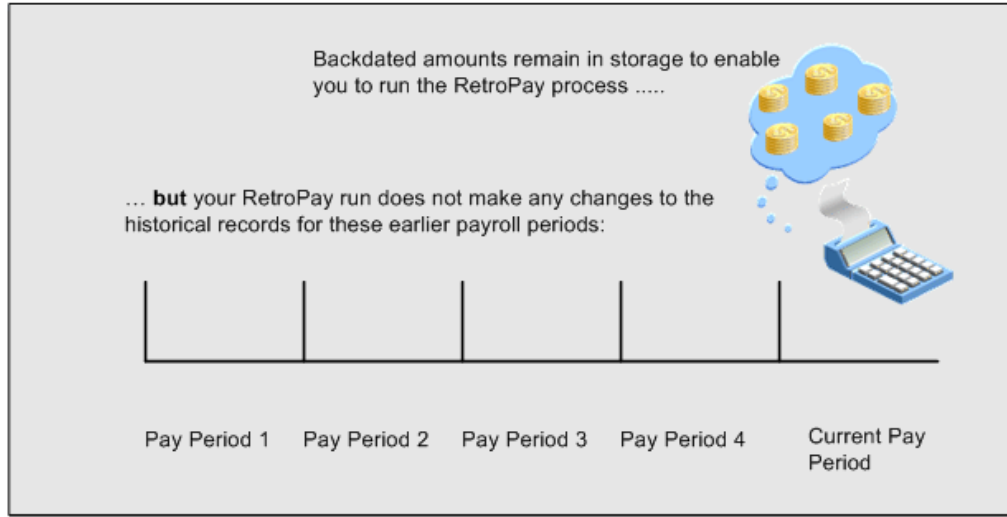 Backdated amounts remain in storage to enable
you to run the RetroPay process .....
... but your RetroPay run does not make any changes to the
historical records for these earlier payroll periods:
Pay Period 1
Pay Period 2
Pay Period 3
Pay Period 4
Current Pay
Period